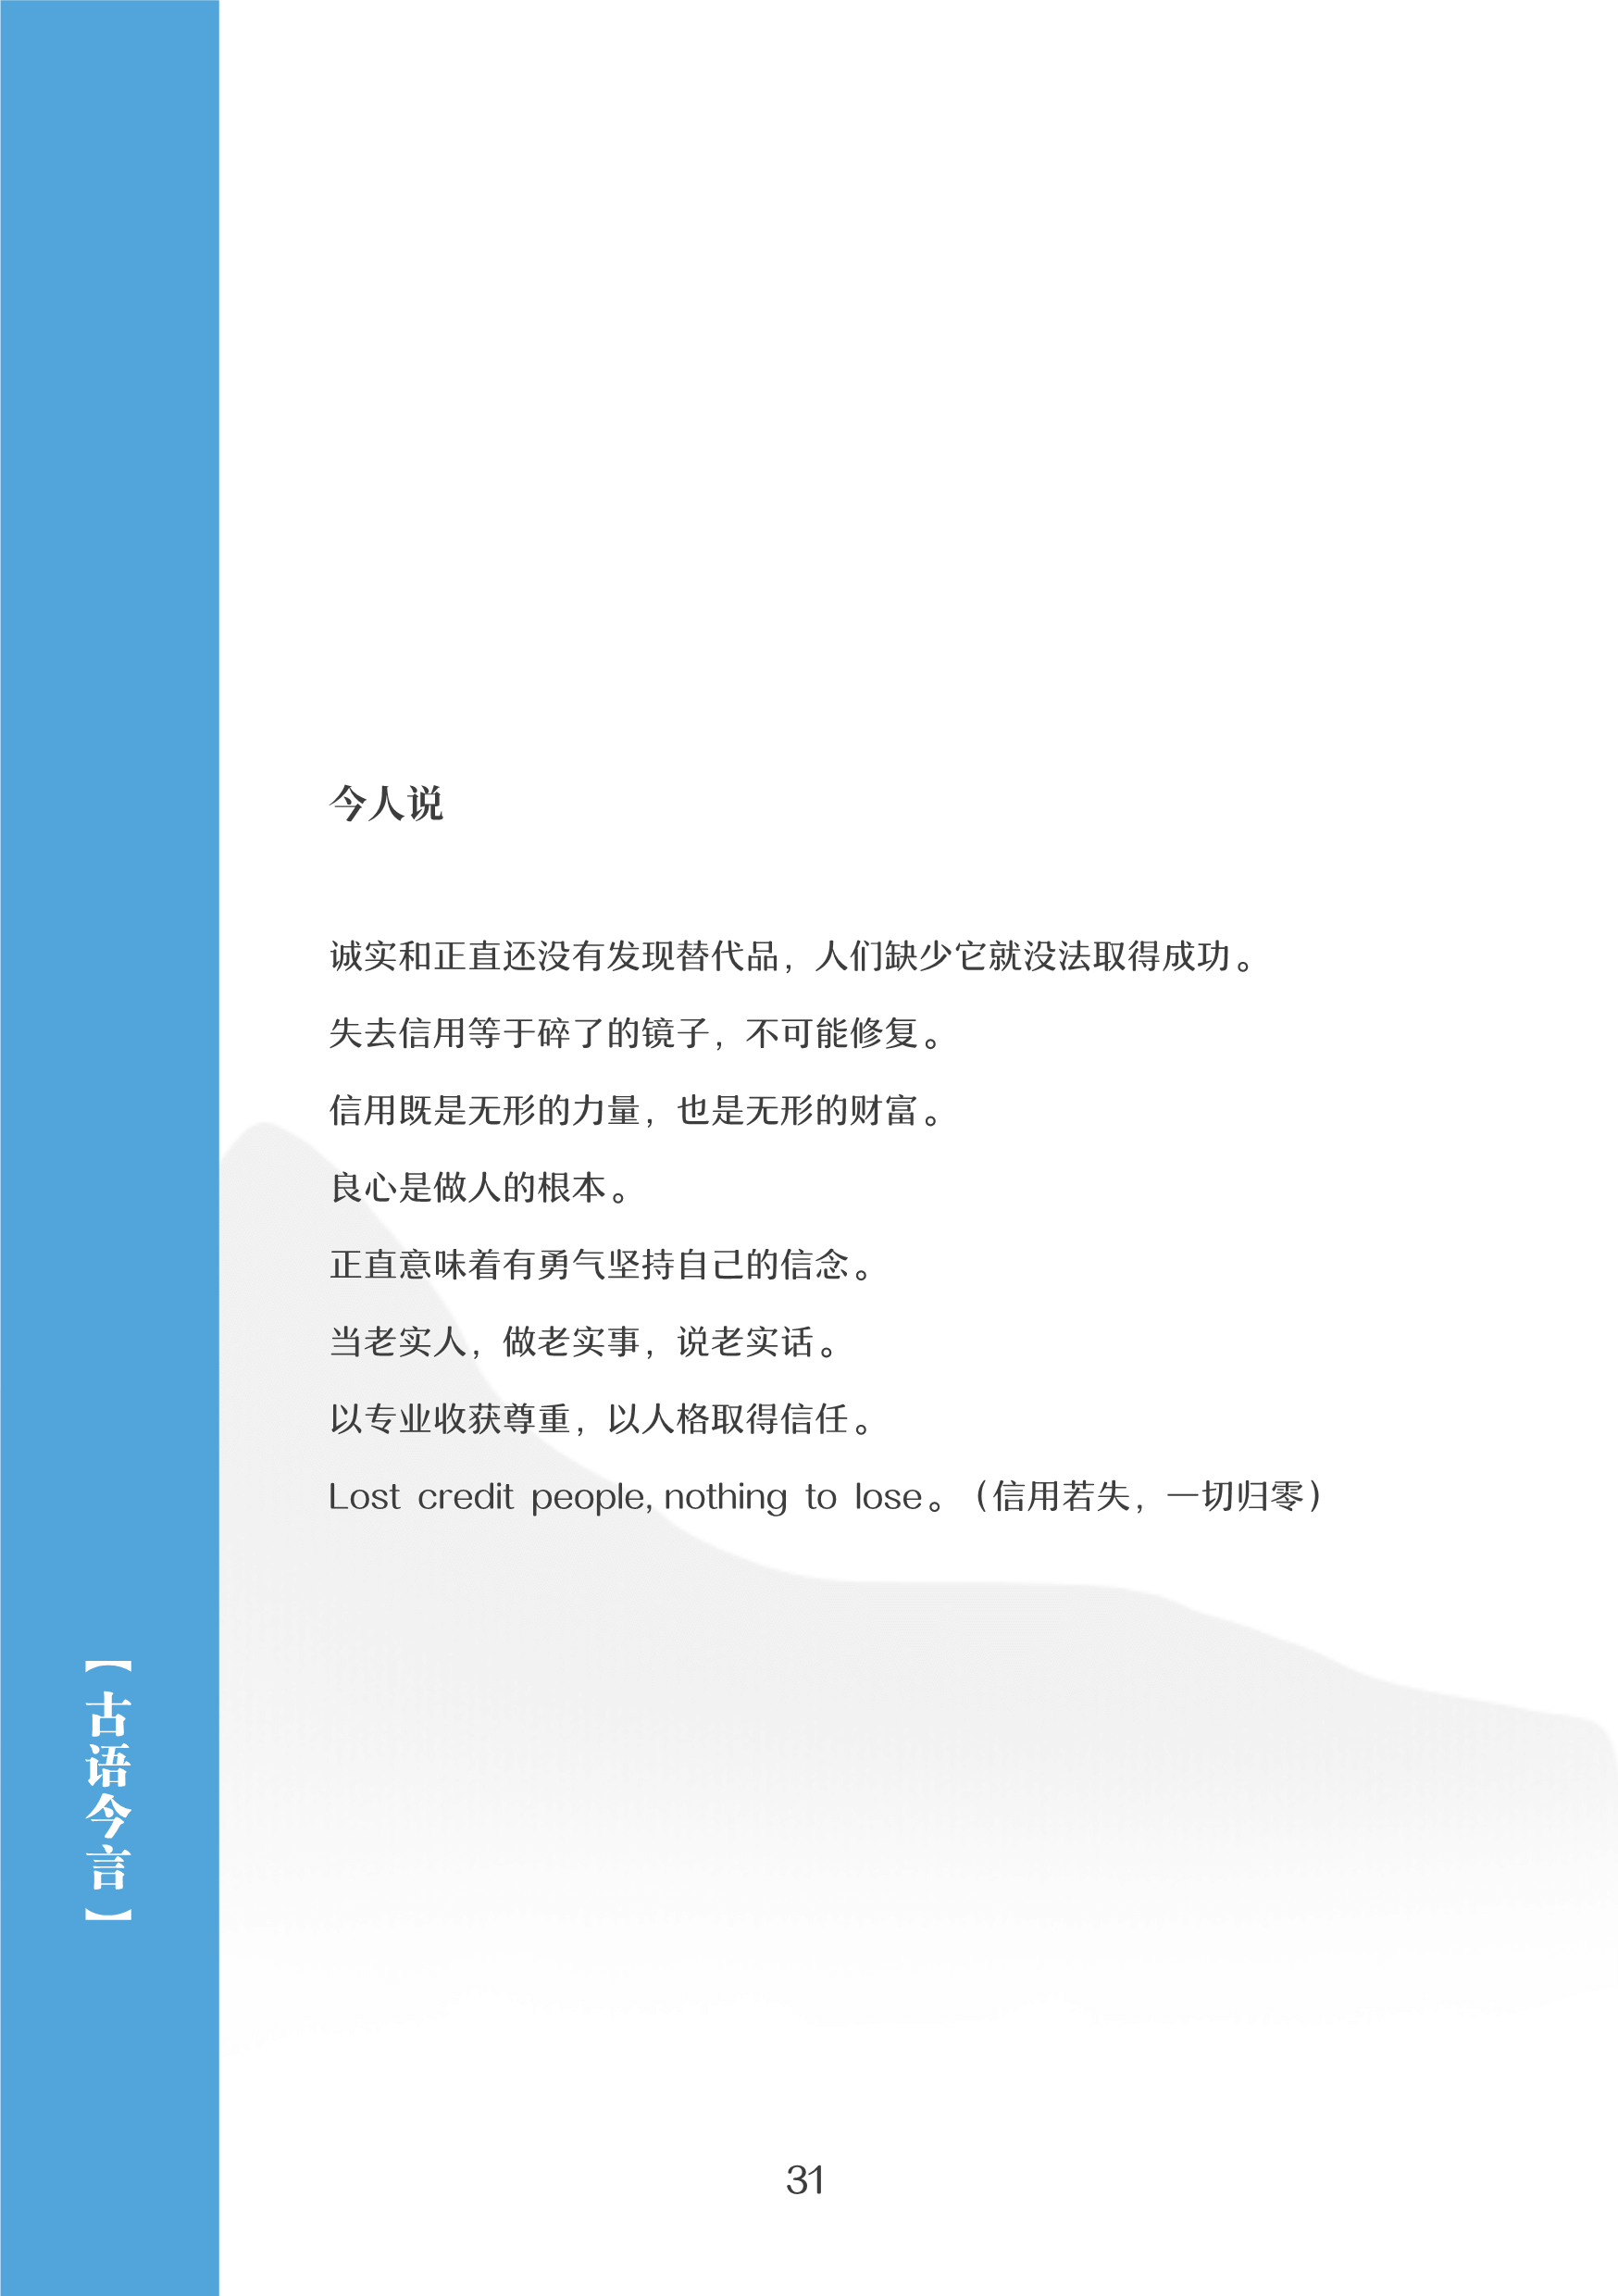 今人说
诚实和正直还没有发现替代品，人们缺少它就没法取得成功。
失去信用等于碎了的镜子，不可能修复。
信用既是无形的力量，也是无形的财富。
良心是做人的根本。
正直意味着有勇气坚持自己的信念。
当老实人，做老实事，说老实话。
以专业收获尊重，以人格取得信任。
Lost credit people, nothing to lose。（信用若失，一切归零）
【古语今言】
31